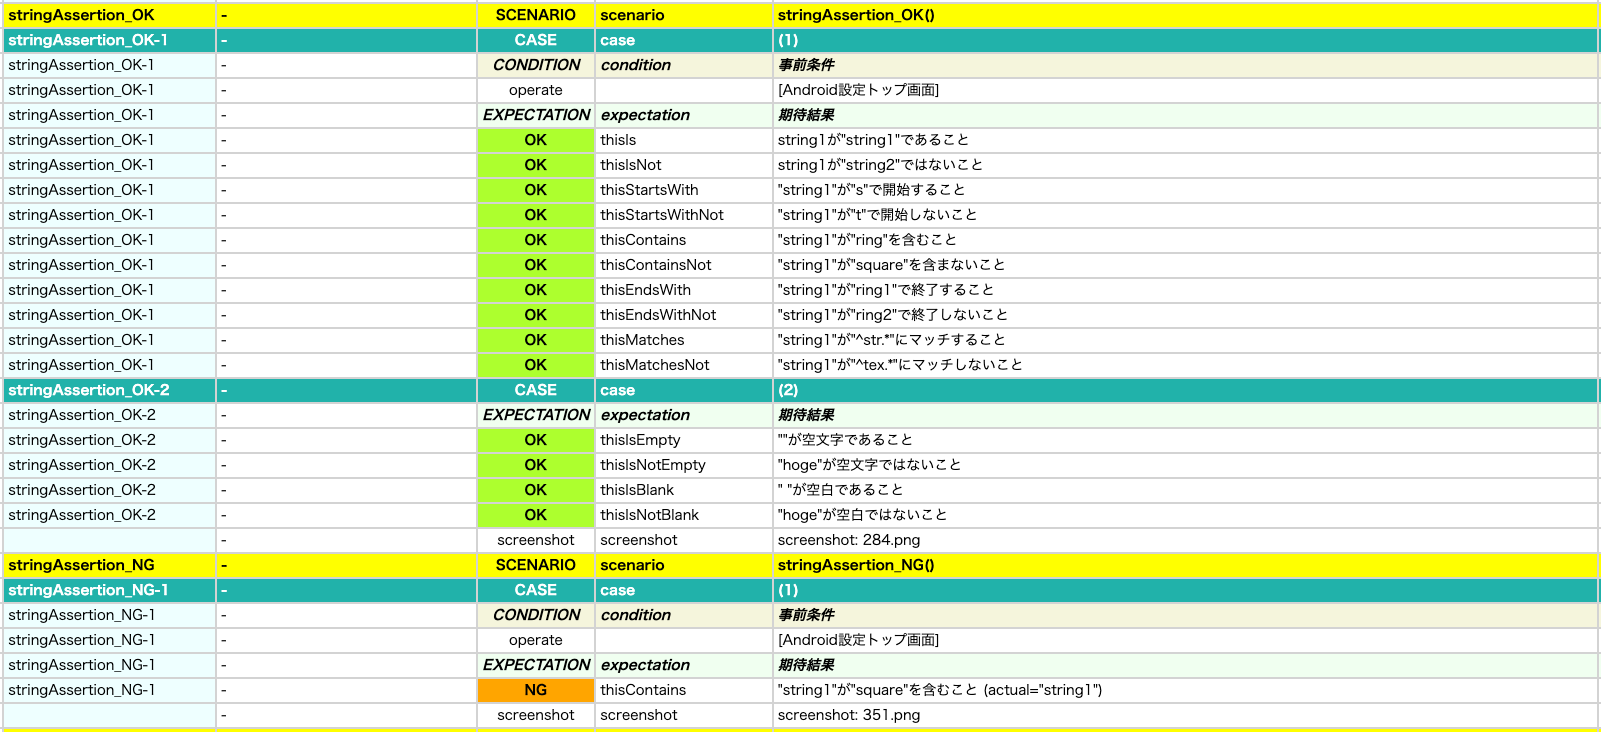 stringAssertion_OK - SCENARIO scenario stringAssertion_OK()
stringAssertion_OK-1 - CASE case (1)
stringAssertion_OK-1 - CONDITION condition 事前条件
stringAssertion_OK-1 - operate [Android設定トップ画面]
stringAssertion_OK-1 - EXPECTATION expectation 期待結果
stringAssertion_OK-1 - OK thisIs string1が"string1"であること
stringAssertion_OK-1 - OK thisIsNot string1が"string2"ではないこと
stringAssertion_OK-1 - OK thisStartsWith "string1"が"s"で開始すること
stringAssertion_OK-1 - OK thisStartsWithNot "string1"が"t"で開始しないこと
stringAssertion_OK-1 - OK thisContains "string1"が"ring"を含むこと
stringAssertion_OK-1 - OK thisContainsNot "string1"が"square"を含まないこと
stringAssertion_OK-1 - OK thisEndsWith "string1"が"ring1"で終了すること
stringAssertion_OK-1 - OK thisEndsWithNot "string1"が"ring2"で終了しないこと
stringAssertion_OK-1 - OK thisMatches "string1"が"^str.*"にマッチすること
stringAssertion_OK-1 - OK thisMatchesNot "string1"が"^tex.*"にマッチしないこと
stringAssertion_OK-2 - CASE case (2)
stringAssertion_OK-2 - EXPECTATION expectation 期待結果
stringAssertion_OK-2 - OK thisIsEmpty ""が空文字であること
stringAssertion_OK-2 - OK thisIsNotEmpty "hoge"が空文字ではないこと
stringAssertion_OK-2 - OK thisIsBlank " "が空白であること
stringAssertion_OK-2 - OK thisIsNotBlank "hoge"が空白ではないこと
- screenshot screenshot screenshot: 284.png
stringAssertion_NG - SCENARIO scenario stringAssertion_NG()
stringAssertion_NG-1 - CASE case (1)
stringAssertion_NG-1 - CONDITION condition 事前条件
stringAssertion_NG-1 - operate [Android設定トップ画面]
stringAssertion_NG-1 - EXPECTATION expectation 期待結果
stringAssertion_NG-1 - NG thisContains "string1"が"square"を含むこと (actual="string1")
- screenshot screenshot screenshot: 351.png